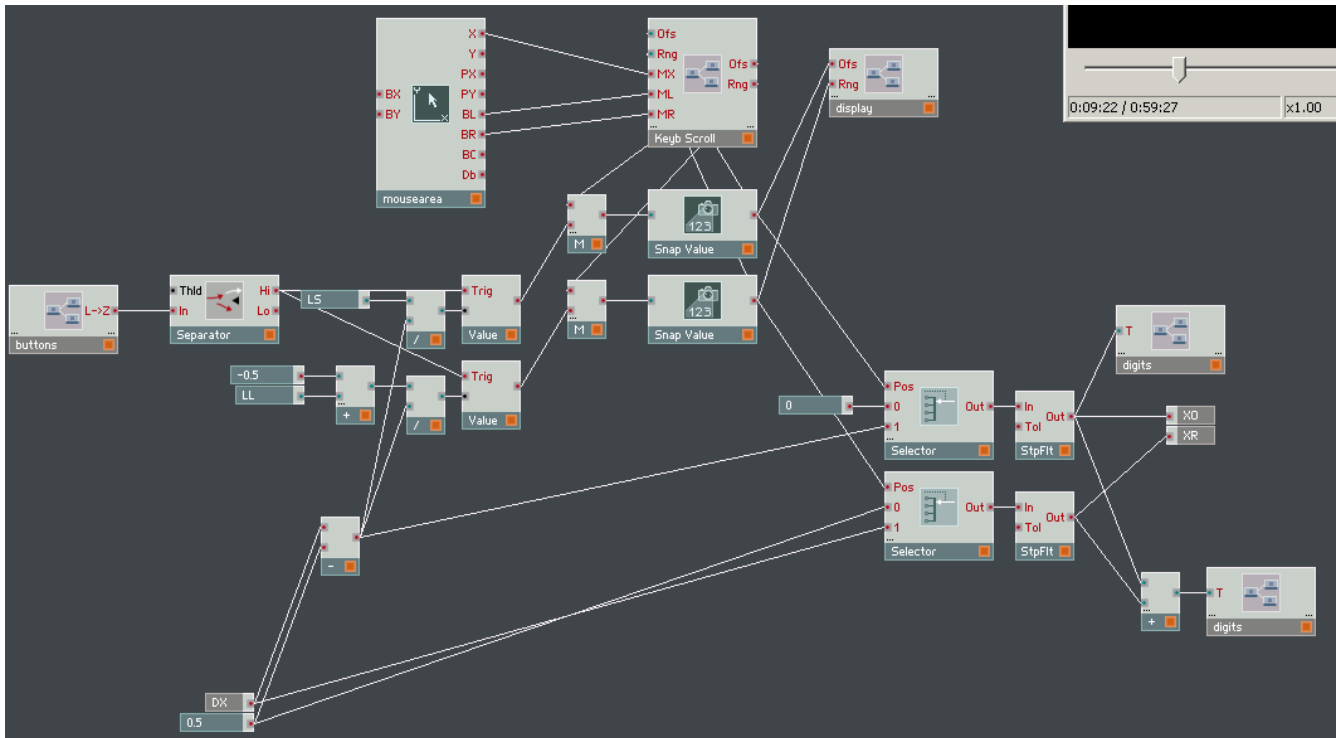 X
Y
PX
PY
BL
BR
BC
Db
BX
BY
mousearea
Ofs
Rng
MX
ML
MR
Ofs
Rng
...
...
Keyb Scroll
Ofs
Rng
display
0:09:22 / 0:59:27
x1.00
...
M
123
Snap Value
...
M
123
Snap Value
L->Z
...
...
buttons
Thld
In
Hi
Lo
Separator
LS
/
Trig
Value
-0.5
LL
...
+
/
Trig
Value
0
Pos
0
1
...
Out
Selector
In
Tol
Out
StpFlt
T
...
...
digits
XO
XR
Pos
0
1
...
Out
Selector
In
Tol
Out
StpFlt
-
...
+
T
...
...
digits
DX
0.5